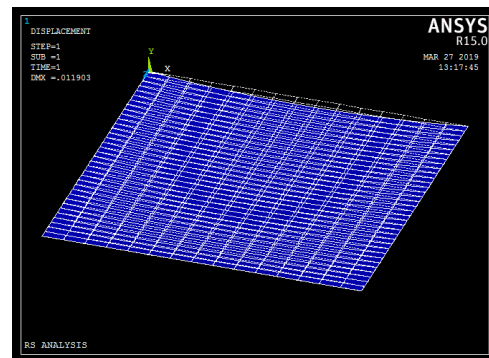 1
DISPLACEMENT
STEP=1
SUB =1
TIME=1
DMX =.011903
ANSYS
R15.0
MAR 27 2019
13:17:45
Y
X
RS ANALYSIS